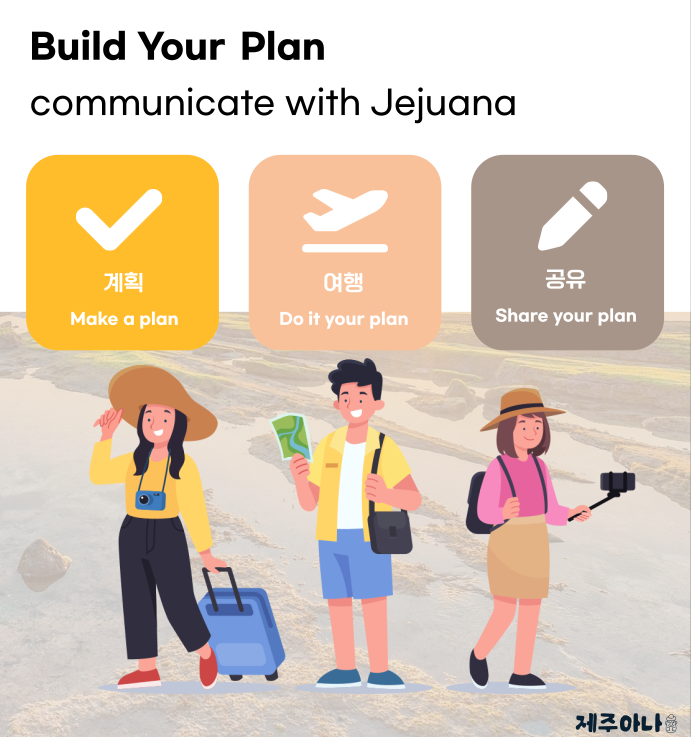 Build Your Plan
communicate with Jejuana
계획
Make a plan
여행
Do it your plan
공유
Share your plan
제주아나